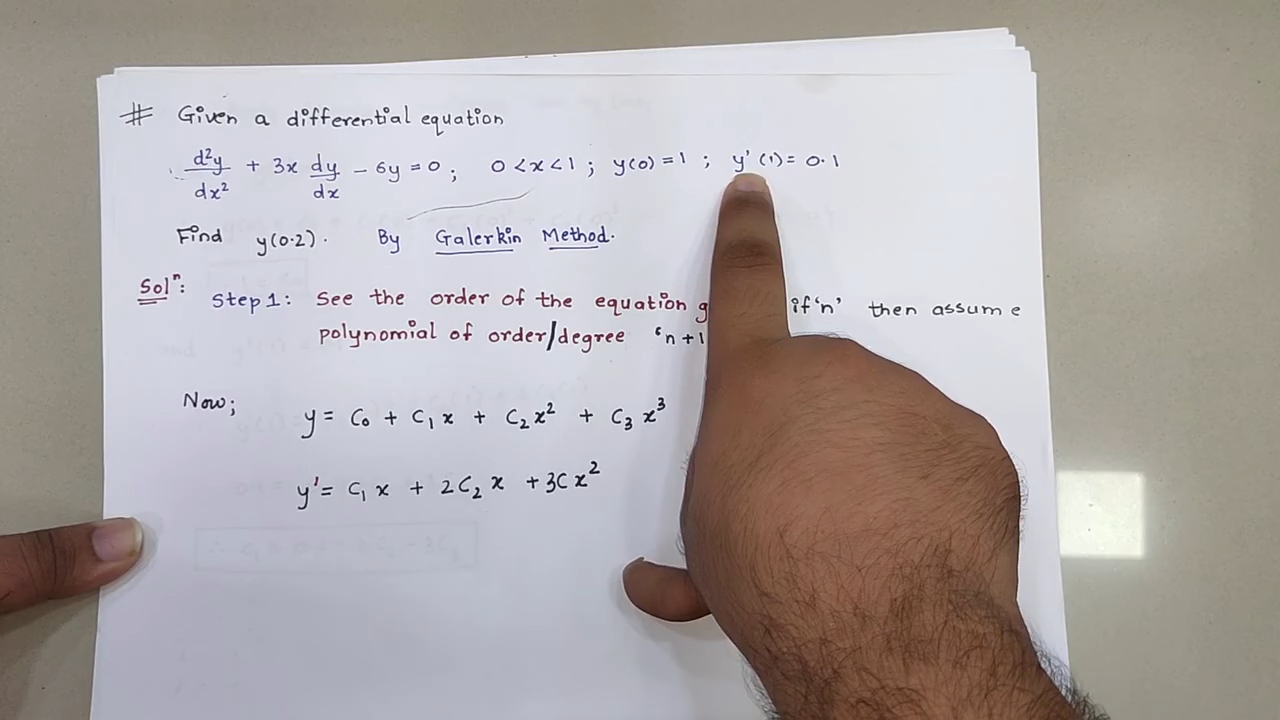 # Given a differential equation
d²y/dx² + 3x dy/dx - 6y = 0; 0 < x < 1; y(0) = 1; y'(1) = 0.1
Find y(0.2). By Galerkin Method.
Solⁿ: Step 1: See the order of the equation if 'n' then assume
polynomial of order/degree 'n+1
Now;
y = C₀ + C₁x + C₂x² + C₃x³
y' = C₁x + 2C₂x + 3Cx²